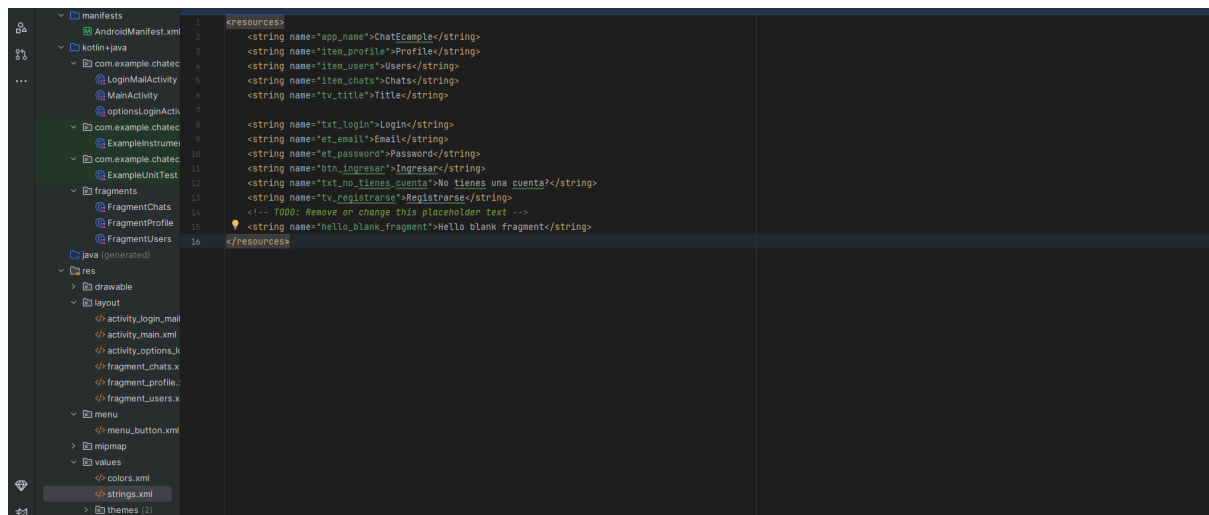 manifests
AndroidManifest.xml
kotlin+java
com.example.chatec
LoginMailActivity
MainActivity
optionsLoginActiv
com.example.chatec
ExampleInstrumer
com.example.chatec
ExampleUnitTest
fragments
FragmentChats
FragmentProfile
FragmentUsers
java (generated)
res
drawable
layout
activity_login_mail
activity_main.xml
activity_options_lo
fragment_chats.x
fragment_profile.
fragment_users.x
menu
menu_button.xml
mipmap
values
colors.xml
strings.xml
themes (2)
1 <resources>
2 <string name="app_name">ChatEcample</string>
3 <string name="item_profile">Profile</string>
4 <string name="item_users">Users</string>
5 <string name="item_chats">Chats</string>
6 <string name="tv_title">Title</string>
7
8 <string name="txt_login">Login</string>
9 <string name="et_email">Email</string>
10 <string name="et_password">Password</string>
11 <string name="btn_ingresar">Ingresar</string>
12 <string name="txt_no_tienes_cuenta">No tienes una cuenta?</string>
13 <string name="tv_registrarse">Registrarse</string>
14 <!-- TODO: Remove or change this placeholder text -->
15 <string name="hello_blank_fragment">Hello blank fragment</string>
16 </resources>